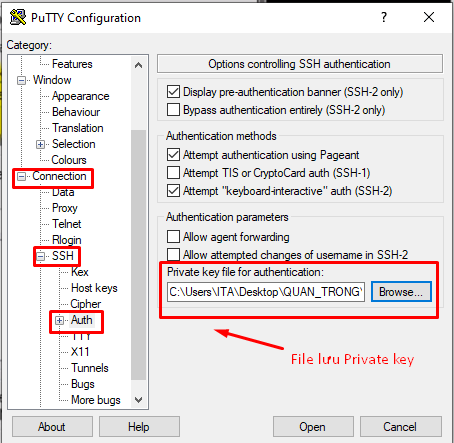 PuTTY Configuration
Category:
Features
Window
Appearance
Behaviour
Translation
Selection
Colours
Connection
Data
Proxy
Telnet
Rlogin
SSH
Kex
Host keys
Cipher
Auth
TTY
X11
Tunnels
Bugs
More bugs
Options controlling SSH authentication
Display pre-authentication banner (SSH-2 only)
Bypass authentication entirely (SSH-2 only)
Authentication methods
Attempt authentication using Pageant
Attempt TIS or CryptoCard auth (SSH-1)
Attempt "keyboard-interactive" auth (SSH-2)
Authentication parameters
Allow agent forwarding
Allow attempted changes of username in SSH-2
Private key file for authentication:
C:\Users\ITA\Desktop\QUAN_TRONG\
Browse...
File lưu Private key
About
Help
Open
Cancel